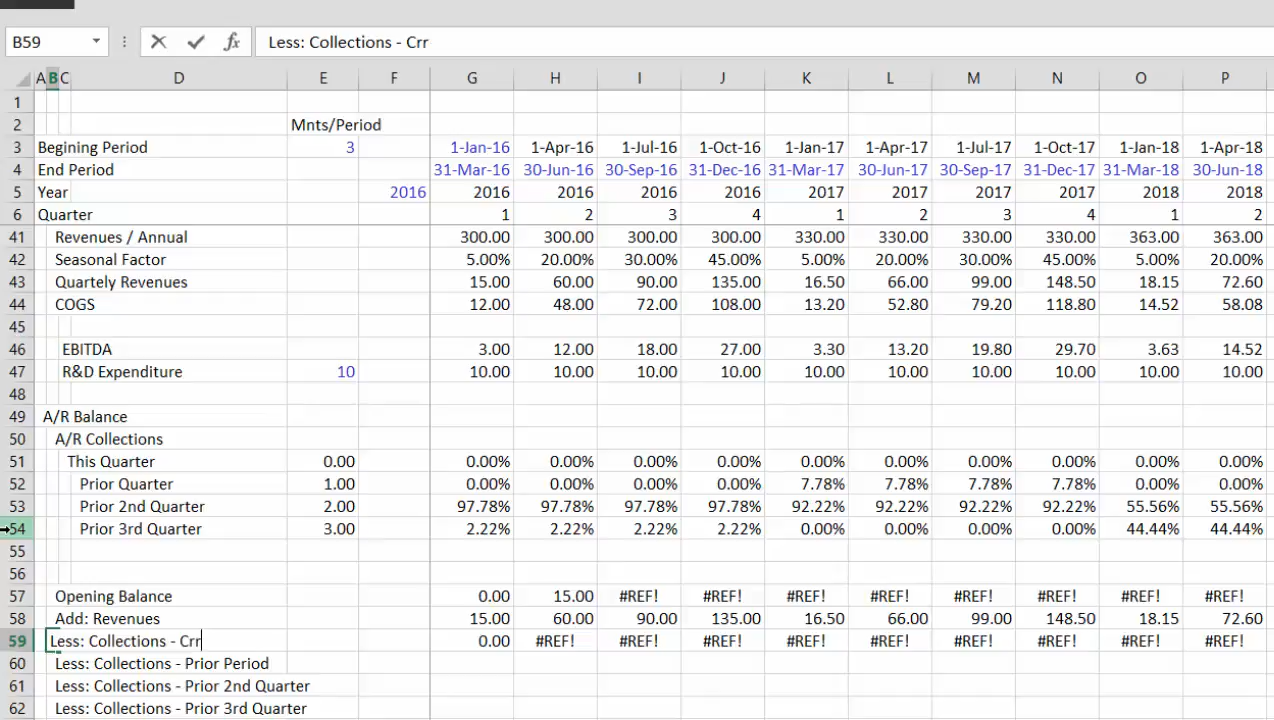 B59 Less: Collections - Crr
A B C D E F G H I J K L M N O P
1
2 Mnts/Period
3 Begining Period 3 1-Jan-16 1-Apr-16 1-Jul-16 1-Oct-16 1-Jan-17 1-Apr-17 1-Jul-17 1-Oct-17 1-Jan-18 1-Apr-18
4 End Period 31-Mar-16 30-Jun-16 30-Sep-16 31-Dec-16 31-Mar-17 30-Jun-17 30-Sep-17 31-Dec-17 31-Mar-18 30-Jun-18
5 Year 2016 2016 2016 2016 2016 2017 2017 2017 2017 2018 2018
6 Quarter 1 2 3 4 1 2 3 4 1 2
41 Revenues / Annual 300.00 300.00 300.00 300.00 330.00 330.00 330.00 330.00 363.00 363.00
42 Seasonal Factor 5.00% 20.00% 30.00% 45.00% 5.00% 20.00% 30.00% 45.00% 5.00% 20.00%
43 Quartely Revenues 15.00 60.00 90.00 135.00 16.50 66.00 99.00 148.50 18.15 72.60
44 COGS 12.00 48.00 72.00 108.00 13.20 52.80 79.20 118.80 14.52 58.08
45
46 EBITDA 3.00 12.00 18.00 27.00 3.30 13.20 19.80 29.70 3.63 14.52
47 R&D Expenditure 10 10.00 10.00 10.00 10.00 10.00 10.00 10.00 10.00 10.00 10.00
48
49 A/R Balance
50 A/R Collections
51 This Quarter 0.00 0.00% 0.00% 0.00% 0.00% 0.00% 0.00% 0.00% 0.00% 0.00% 0.00%
52 Prior Quarter 1.00 0.00% 0.00% 0.00% 0.00% 7.78% 7.78% 7.78% 7.78% 0.00% 0.00%
53 Prior 2nd Quarter 2.00 97.78% 97.78% 97.78% 97.78% 92.22% 92.22% 92.22% 92.22% 55.56% 55.56%
54 Prior 3rd Quarter 3.00 2.22% 2.22% 2.22% 2.22% 0.00% 0.00% 0.00% 0.00% 44.44% 44.44%
55
56
57 Opening Balance 0.00 15.00 #REF! #REF! #REF! #REF! #REF! #REF! #REF! #REF!
58 Add: Revenues 15.00 60.00 90.00 135.00 16.50 66.00 99.00 148.50 18.15 72.60
59 Less: Collections - Crr 0.00 #REF! #REF! #REF! #REF! #REF! #REF! #REF! #REF! #REF!
60 Less: Collections - Prior Period
61 Less: Collections - Prior 2nd Quarter
62 Less: Collections - Prior 3rd Quarter